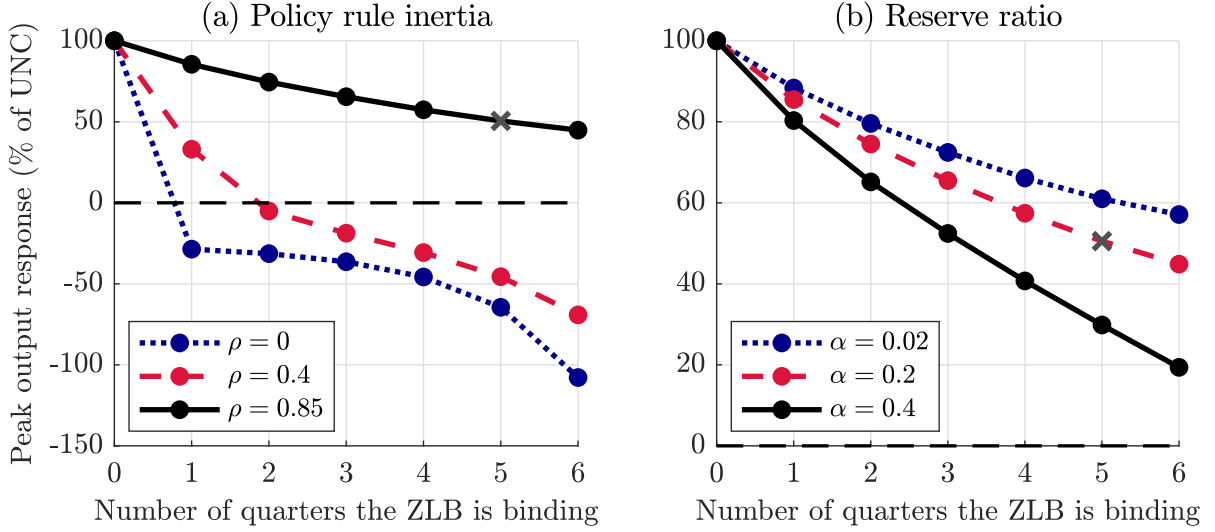 (a) Policy rule inertia
Peak output response (% of UNC)
100
50
0
-50
-100
-150
ρ = 0
ρ = 0.4
ρ = 0.85
0 1 2 3 4 5 6
Number of quarters the ZLB is binding
(b) Reserve ratio
100
80
60
40
20
0
α = 0.02
α = 0.2
α = 0.4
0 1 2 3 4 5 6
Number of quarters the ZLB is binding